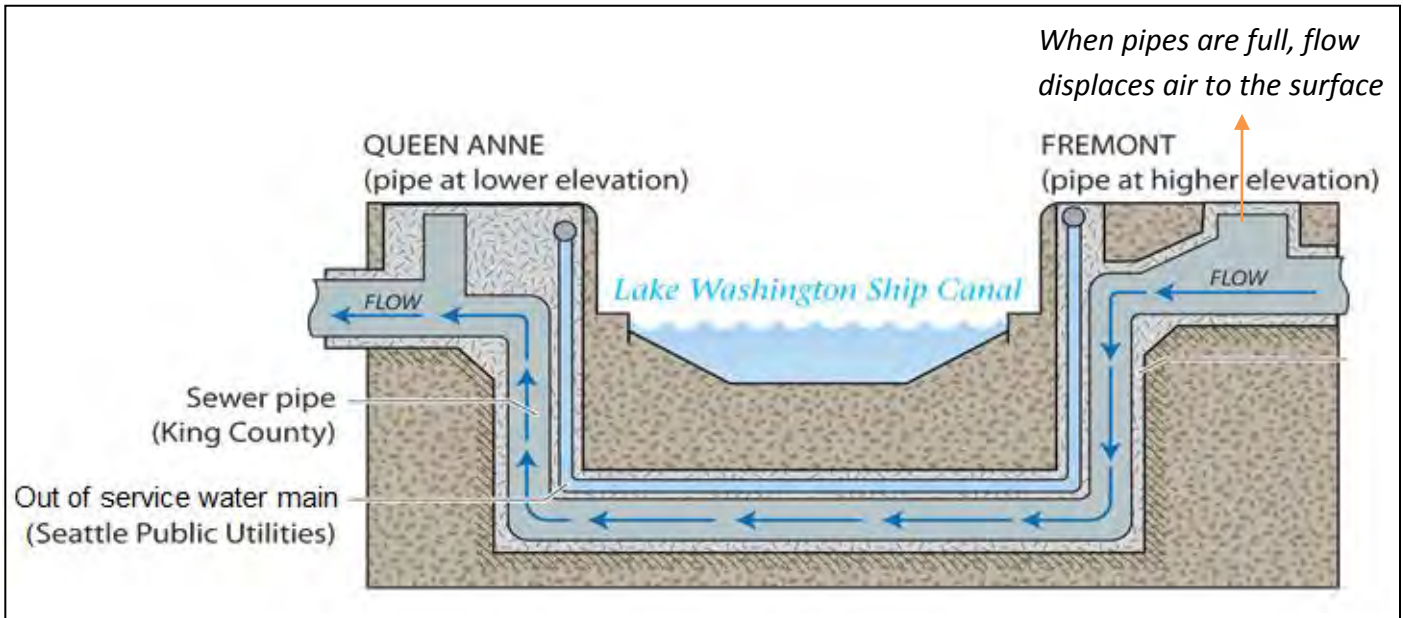 When pipes are full, flow
displaces air to the surface
QUEEN ANNE
(pipe at lower elevation)
FREMONT
(pipe at higher elevation)
Lake Washington Ship Canal
FLOW
FLOW
Sewer pipe
(King County)
Out of service water main
(Seattle Public Utilities)